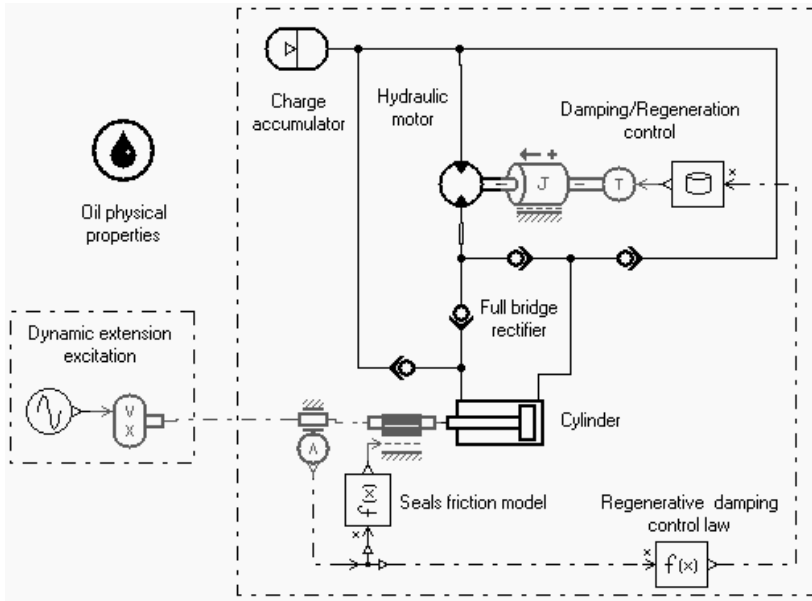 Charge
accumulator
Hydraulic
motor
Damping/Regeneration
control
J
T
x
Oil physical
properties
Full bridge
rectifier
Dynamic extension
excitation
V
X
Cylinder
A
f(x)
x
Seals friction model
Regenerative damping
control law
x
f(x)